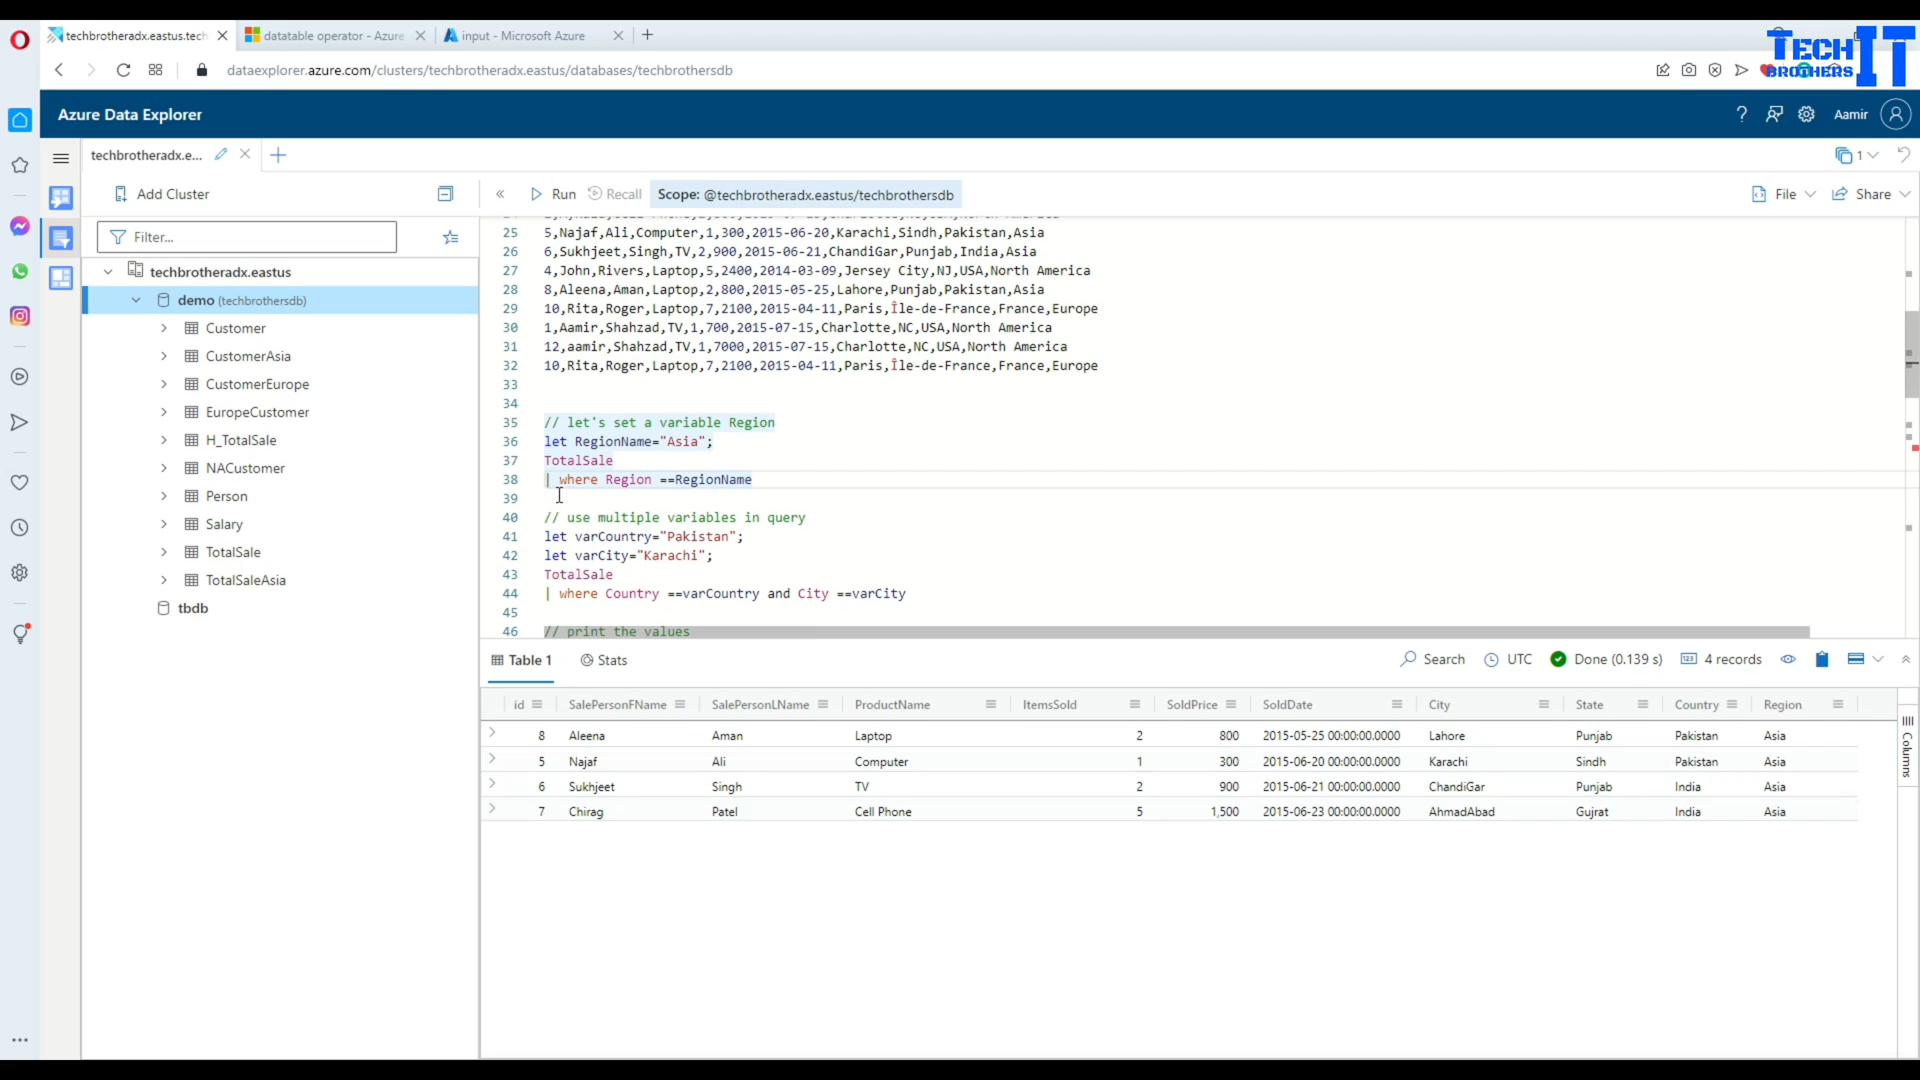 techbrotheradx.eastus.tech
datatable operator - Azure
input - Microsoft Azure
TECH BROTHERS IT
dataexplorer.azure.com/clusters/techbrotheradx.eastus/databases/techbrothersdb
Azure Data Explorer
Aamir
techbrotheradx.e...
1
Add Cluster
Run
Recall
Scope: @techbrotheradx.eastus/techbrothersdb
File
Share
Filter...
techbrotheradx.eastus
demo (techbrothersdb)
Customer
CustomerAsia
CustomerEurope
EuropeCustomer
H_TotalSale
NACustomer
Person
Salary
TotalSale
TotalSaleAsia
tbdb
25 5,Najaf,Ali,Computer,1,300,2015-06-20,Karachi,Sindh,Pakistan,Asia
26 6,Sukhjeet,Singh,TV,2,900,2015-06-21,ChandiGar,Punjab,India,Asia
27 4,John,Rivers,Laptop,5,2400,2014-03-09,Jersey City,NJ,USA,North America
28 8,Aleena,Aman,Laptop,2,800,2015-05-25,Lahore,Punjab,Pakistan,Asia
29 10,Rita,Roger,Laptop,7,2100,2015-04-11,Paris,Île-de-France,France,Europe
30 1,Aamir,Shahzad,TV,1,700,2015-07-15,Charlotte,NC,USA,North America
31 12,aamir,Shahzad,TV,1,7000,2015-07-15,Charlotte,NC,USA,North America
32 10,Rita,Roger,Laptop,7,2100,2015-04-11,Paris,Île-de-France,France,Europe
33
34
35 // let's set a variable Region
36 let RegionName="Asia";
37 TotalSale
38 | where Region ==RegionName
39
40 // use multiple variables in query
41 let varCountry="Pakistan";
42 let varCity="Karachi";
43 TotalSale
44 | where Country ==varCountry and City ==varCity
45
46 // print the values
Table 1
Stats
Search
UTC
Done (0.139 s)
4 records
id SalePersonFName SalePersonLName ProductName ItemsSold SoldPrice SoldDate City State Country Region
8 Aleena Aman Laptop 2 800 2015-05-25 00:00:00.0000 Lahore Punjab Pakistan Asia
5 Najaf Ali Computer 1 300 2015-06-20 00:00:00.0000 Karachi Sindh Pakistan Asia
6 Sukhjeet Singh TV 2 900 2015-06-21 00:00:00.0000 ChandiGar Punjab India Asia
7 Chirag Patel Cell Phone 5 1,500 2015-06-23 00:00:00.0000 AhmadAbad Gujrat India Asia
Columns